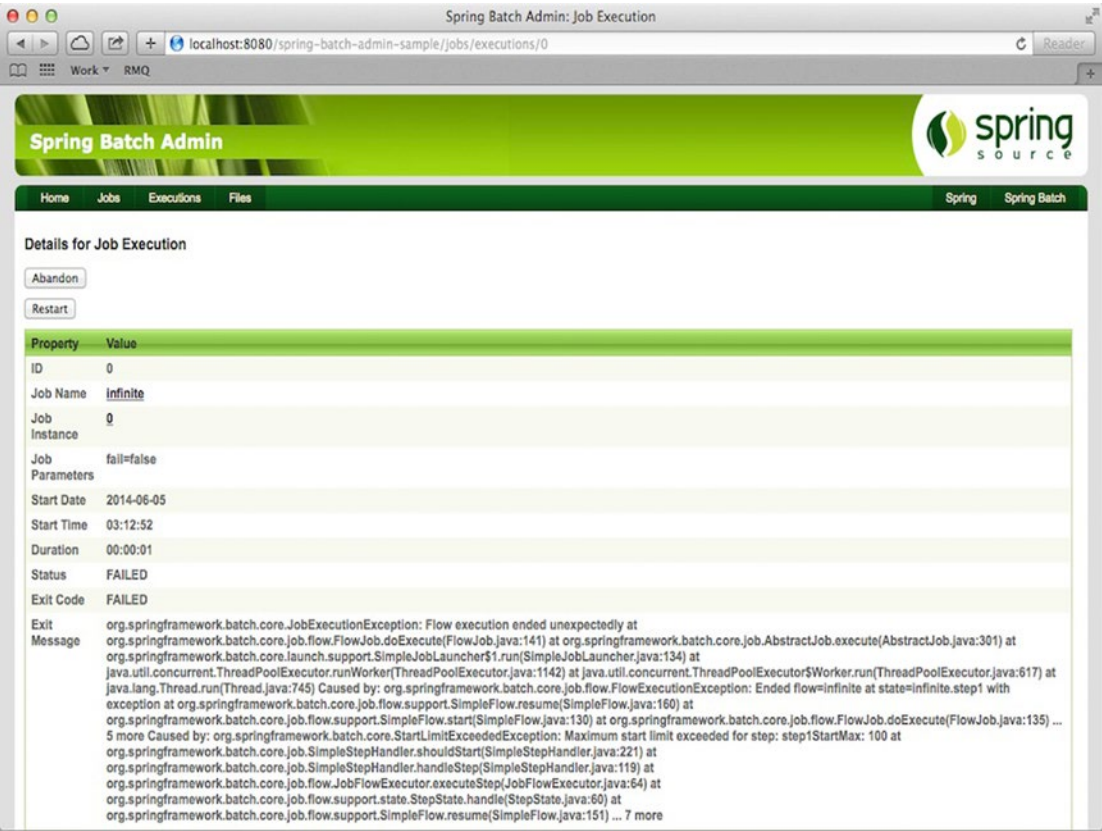 Spring Batch Admin: Job Execution
localhost:8080/spring-batch-admin-sample/jobs/executions/0
Reader
Work RMQ
Spring Batch Admin
spring
source
Home Jobs Executions Files Spring Spring Batch
Details for Job Execution
Abandon
Restart
Property Value
ID 0
Job Name infinite
Job
Instance
0
Job
Parameters
fail=false
Start Date 2014-06-05
Start Time 03:12:52
Duration 00:00:01
Status FAILED
Exit Code FAILED
Exit
Message
org.springframework.batch.core.JobExecutionException: Flow execution ended unexpectedly at
org.springframework.batch.core.job.flow.FlowJob.doExecute(FlowJob.java:141) at org.springframework.batch.core.job.AbstractJob.execute(AbstractJob.java:301) at
org.springframework.batch.core.launch.support.SimpleJobLauncher$1.run(SimpleJobLauncher.java:134) at
java.util.concurrent.ThreadPoolExecutor.runWorker(ThreadPoolExecutor.java:1142) at java.util.concurrent.ThreadPoolExecutor$Worker.run(ThreadPoolExecutor.java:617) at
java.lang.Thread.run(Thread.java:745) Caused by: org.springframework.batch.core.job.flow.FlowExecutionException: Ended flow=infinite at state=infinite.step1 with
exception at org.springframework.batch.core.job.flow.support.SimpleFlow.resume(SimpleFlow.java:160) at
org.springframework.batch.core.job.flow.support.SimpleFlow.start(SimpleFlow.java:130) at org.springframework.batch.core.job.flow.FlowJob.doExecute(FlowJob.java:135) ...
5 more Caused by: org.springframework.batch.core.StartLimitExceededException: Maximum start limit exceeded for step: step1StartMax: 100 at
org.springframework.batch.core.job.SimpleStepHandler.shouldStart(SimpleStepHandler.java:221) at
org.springframework.batch.core.job.SimpleStepHandler.handleStep(SimpleStepHandler.java:119) at
org.springframework.batch.core.job.flow.JobFlowExecutor.executeStep(JobFlowExecutor.java:64) at
org.springframework.batch.core.job.flow.support.state.StepState.handle(StepState.java:60) at
org.springframework.batch.core.job.flow.support.SimpleFlow.resume(SimpleFlow.java:151) ... 7 more